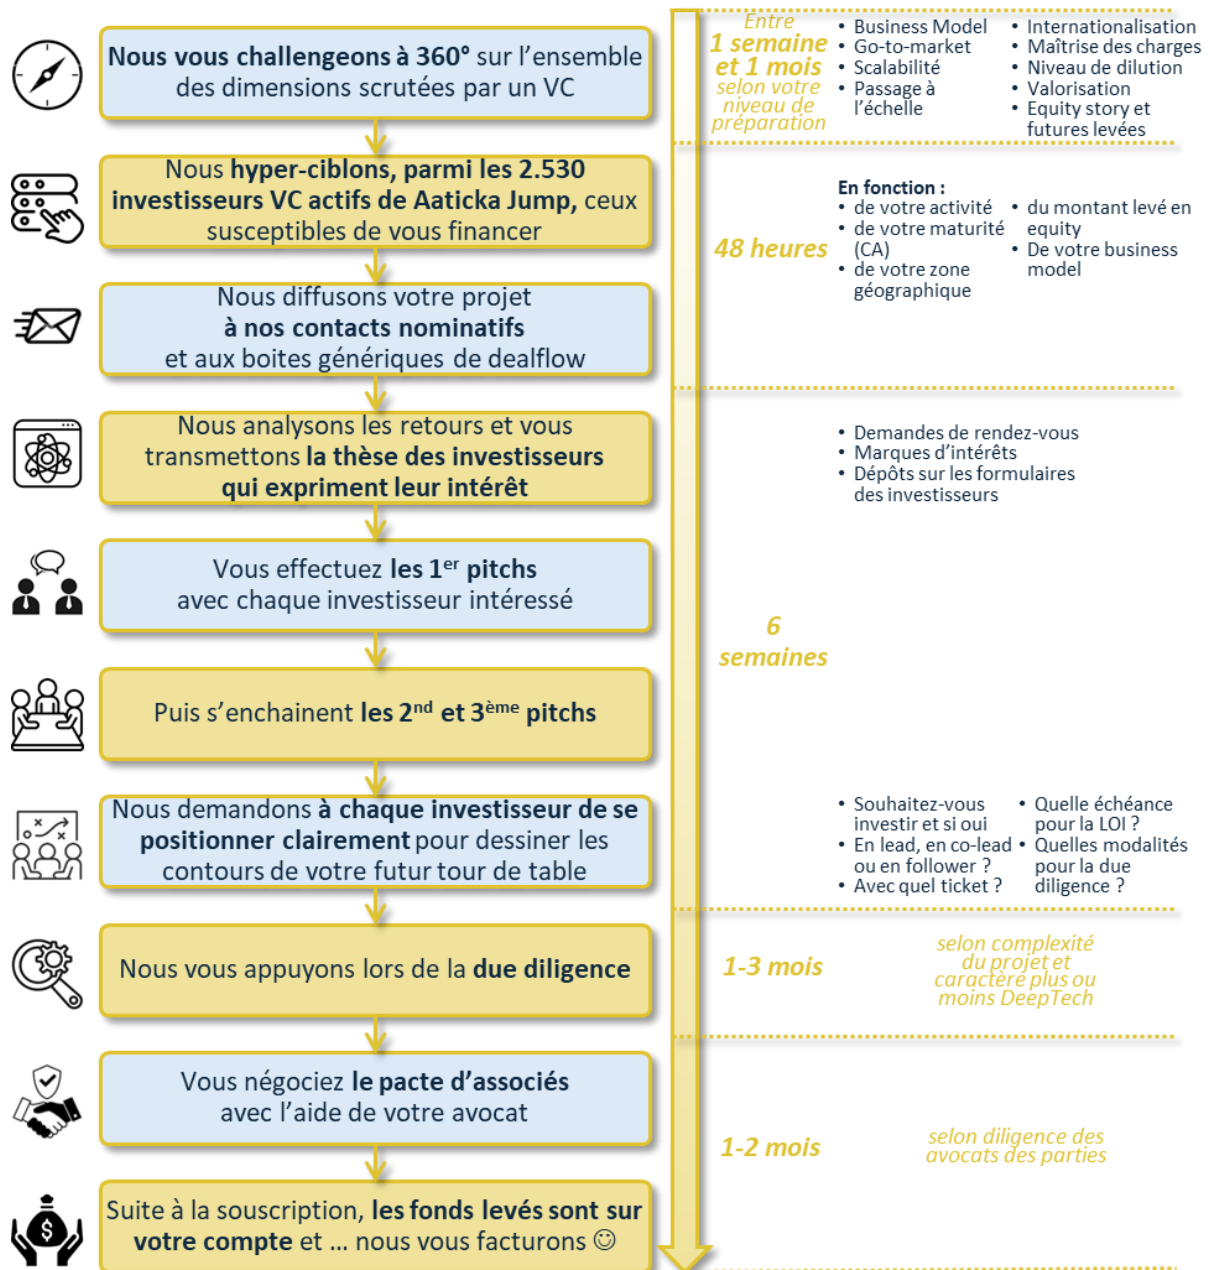 Nous vous challengeons à 360° sur l'ensemble
des dimensions scrutées par un VC
Entre
1 semaine
et 1 mois
selon votre
niveau de
préparation
• Business Model
• Go-to-market
• Scalabilité
• Passage à
l'échelle
• Internationalisation
• Maîtrise des charges
• Niveau de dilution
• Valorisation
• Equity story et
futures levées
Nous hyper-ciblons, parmi les 2.530
investisseurs VC actifs de Aaticka Jump, ceux
susceptibles de vous financer
Nous diffusons votre projet
à nos contacts nominatifs
et aux boites génériques de dealflow
48 heures
En fonction :
• de votre activité
• de votre maturité
(CA)
• de votre zone
géographique
• du montant levé en
equity
• De votre business
model
Nous analysons les retours et vous
transmettons la thèse des investisseurs
qui expriment leur intérêt
• Demandes de rendez-vous
• Marques d'intérêts
• Dépôts sur les formulaires
des investisseurs
Vous effectuez les 1er pitchs
avec chaque investisseur intéressé
6
semaines
Puis s'enchainent les 2nd et 3ème pitchs
Nous demandons à chaque investisseur de se
positionner clairement pour dessiner les
contours de votre futur tour de table
• Souhaitez-vous
investir et si oui
• En lead, en co-lead
ou en follower ?
• Avec quel ticket ?
• Quelle échéance
pour la LOI ?
• Quelles modalités
pour la due
diligence ?
Nous vous appuyons lors de la due diligence
1-3 mois
selon complexité
du projet et
caractère plus ou
moins DeepTech
Vous négociez le pacte d'associés
avec l'aide de votre avocat
1-2 mois
selon diligence des
avocats des parties
Suite à la souscription, les fonds levés sont sur
votre compte et ... nous vous facturons ☺
$